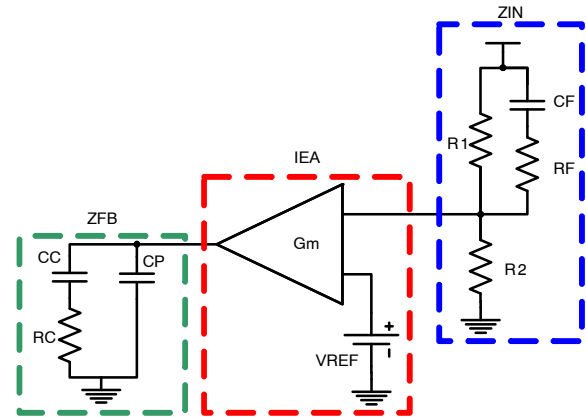 ZIN
CF
R1
RF
IEA
ZFB
Gm
CC
CP
R2
RC
VREF
+
-